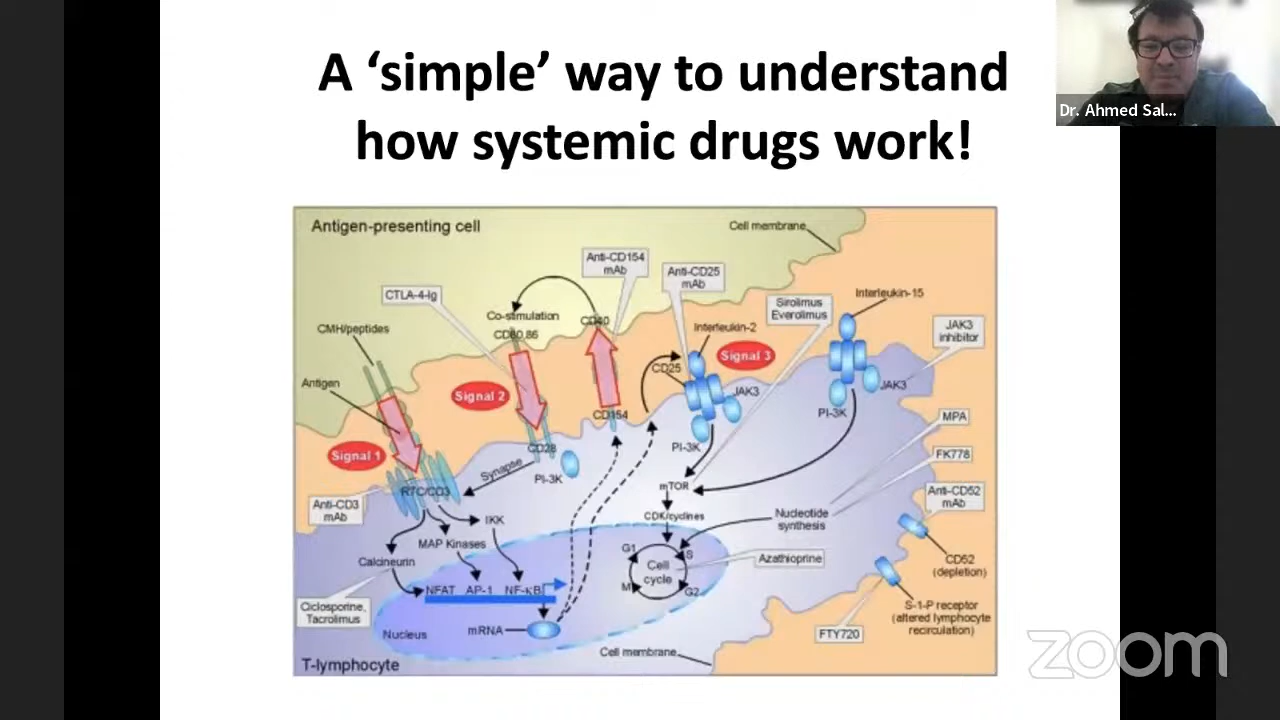 A ‘simple’ way to understand
how systemic drugs work!
Dr. Ahmed Sal...
Antigen-presenting cell
Cell membrane
Anti-CD154
mAb
Anti-CD25
mAb
CTLA-4-Ig
Sirolimus
Everolimus
Interleukin-15
Co-stimulation
CD80,86
CD40
CMH/peptides
Interleukin-2
JAK3
inhibitor
Signal 3
CD25
Antigen
Signal 2
JAK3
JAK3
CD154
PI-3K
MPA
Signal 1
CD28
PI-3K
Synapse
PI-3K
FK778
R7C/CD3
mTOR
Anti-CD3
mAb
Anti-CD52
mAb
IKK
CDK/cyclines
Nucleotide
synthesis
MAP Kinases
G1
S
Calcineurin
Cell
cycle
Azathioprine
CD52
(depletion)
NFAT
AP-1
NF-κB
M
G2
Ciclosporine,
Tacrolimus
S-1-P receptor
(altered lymphocyte
recirculation)
Nucleus
mRNA
FTY720
Cell membrane
T-lymphocyte
zoom